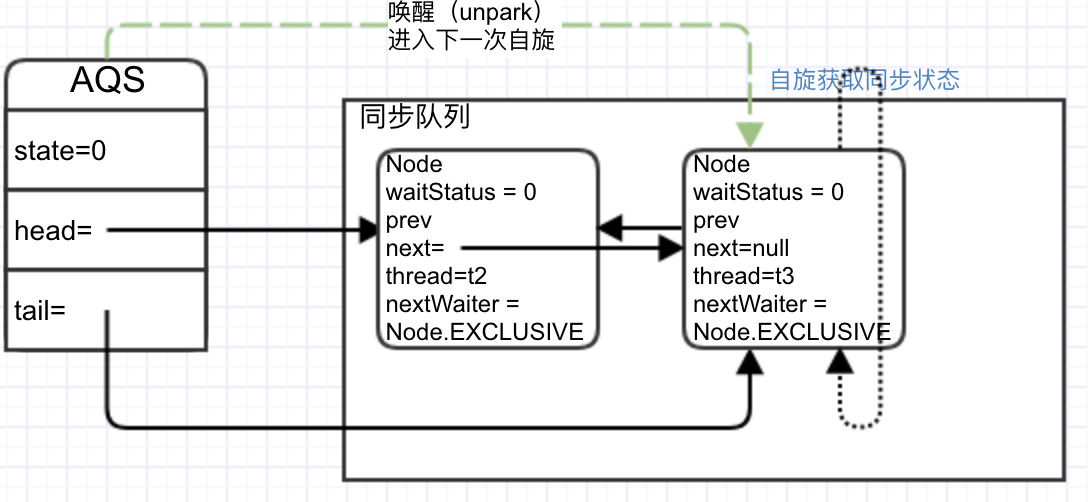 唤醒（unpark）
进入下一次自旋
AQS
自旋获取同步状态
同步队列
state=0
head=
tail=
Node
waitStatus = 0
prev
next=
thread=t2
nextWaiter =
Node.EXCLUSIVE
Node
waitStatus = 0
prev
next=null
thread=t3
nextWaiter =
Node.EXCLUSIVE